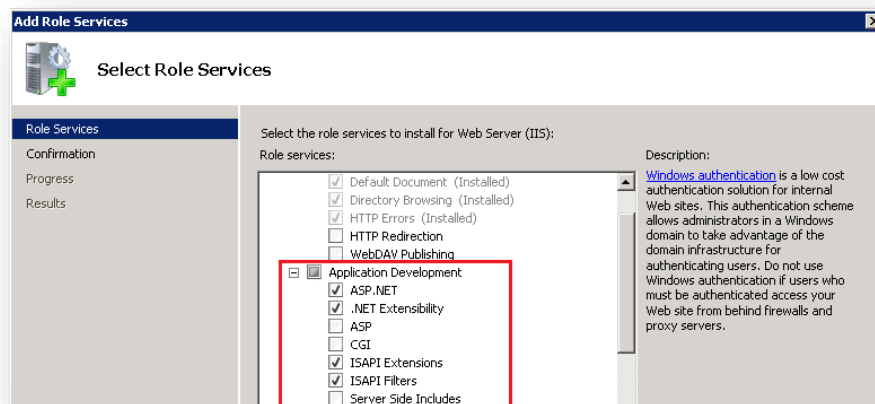 Add Role Services
Select Role Services
Role Services
Confirmation
Progress
Results
Select the role services to install for Web Server (IIS):
Role services:
Default Document (Installed)
Directory Browsing (Installed)
HTTP Errors (Installed)
HTTP Redirection
WebDAV Publishing
Application Development
ASP.NET
.NET Extensibility
ASP
CGI
ISAPI Extensions
ISAPI Filters
Server Side Includes
Description:
Windows authentication is a low cost
authentication solution for internal
Web sites. This authentication scheme
allows administrators in a Windows
domain to take advantage of the
domain infrastructure for
authenticating users. Do not use
Windows authentication if users who
must be authenticated access your
Web site from behind firewalls and
proxy servers.